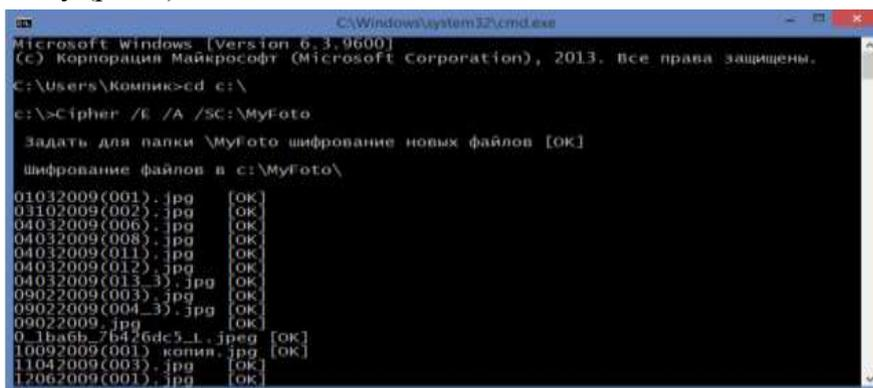 C:\Windows\system32\cmd.exe
Microsoft Windows [Version 6.3.9600]
(c) Корпорация Майкрософт (Microsoft Corporation), 2013. Все права защищены.
C:\Users\Компик>cd c:\
c:\>Cipher /E /A /SC:\MyFoto
Задать для папки \MyFoto шифрование новых файлов [OK]
Шифрование файлов в c:\MyFoto\
01032009(001).jpg [OK]
03102009(002).jpg [OK]
04032009(006).jpg [OK]
04032009(008).jpg [OK]
04032009(011).jpg [OK]
04032009(012).jpg [OK]
04032009(013_3).jpg [OK]
09022009(003).jpg [OK]
09022009(004_3).jpg [OK]
09022009.jpg [OK]
0_1ba6b_7b426dc5_L.jpeg [OK]
10092009(001) копия.jpg [OK]
11042009(003).jpg [OK]
12062009(001).jpg [OK]